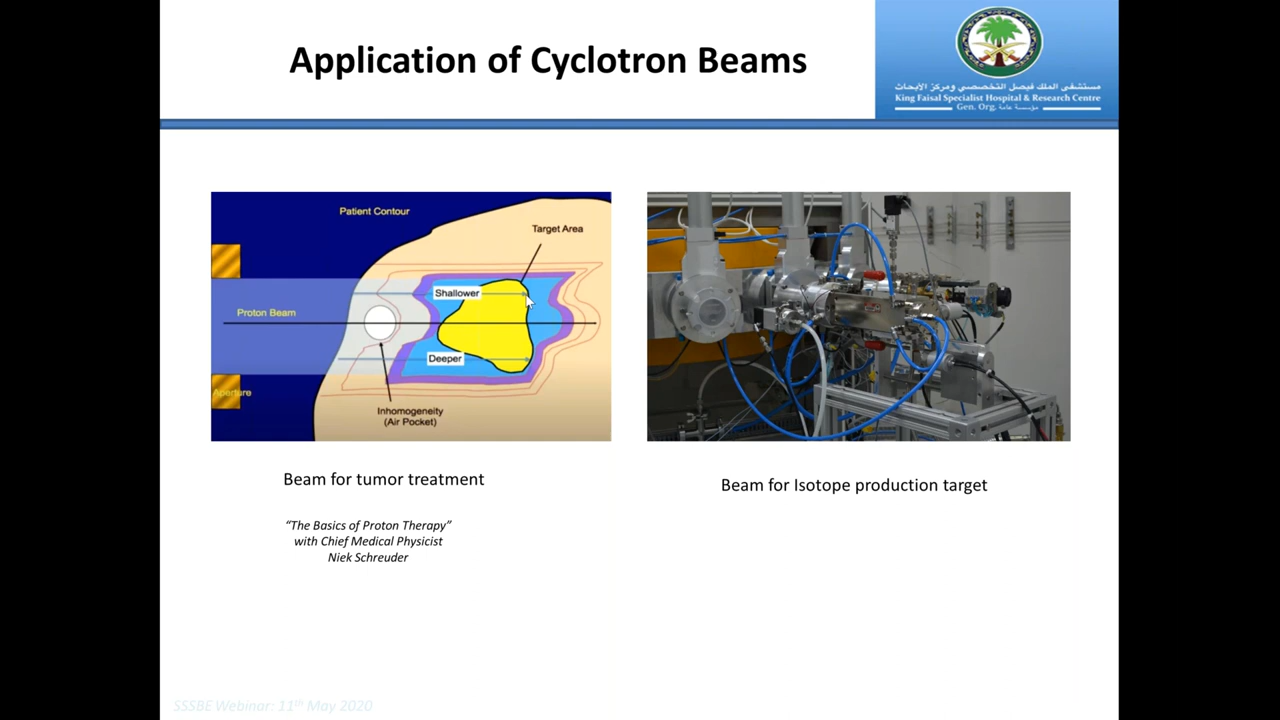 Application of Cyclotron Beams
مستشفى الملك فيصل التخصصي ومركز الأبحاث
King Faisal Specialist Hospital & Research Centre
Gen. Org. مؤسسة عامة
Patient Contour
Target Area
Shallower
Proton Beam
Deeper
Aperture
Inhomogeneity
(Air Pocket)
Beam for tumor treatment
Beam for Isotope production target
“The Basics of Proton Therapy”
with Chief Medical Physicist
Niek Schreuder
SSSBE Webinar: 11th May 2020